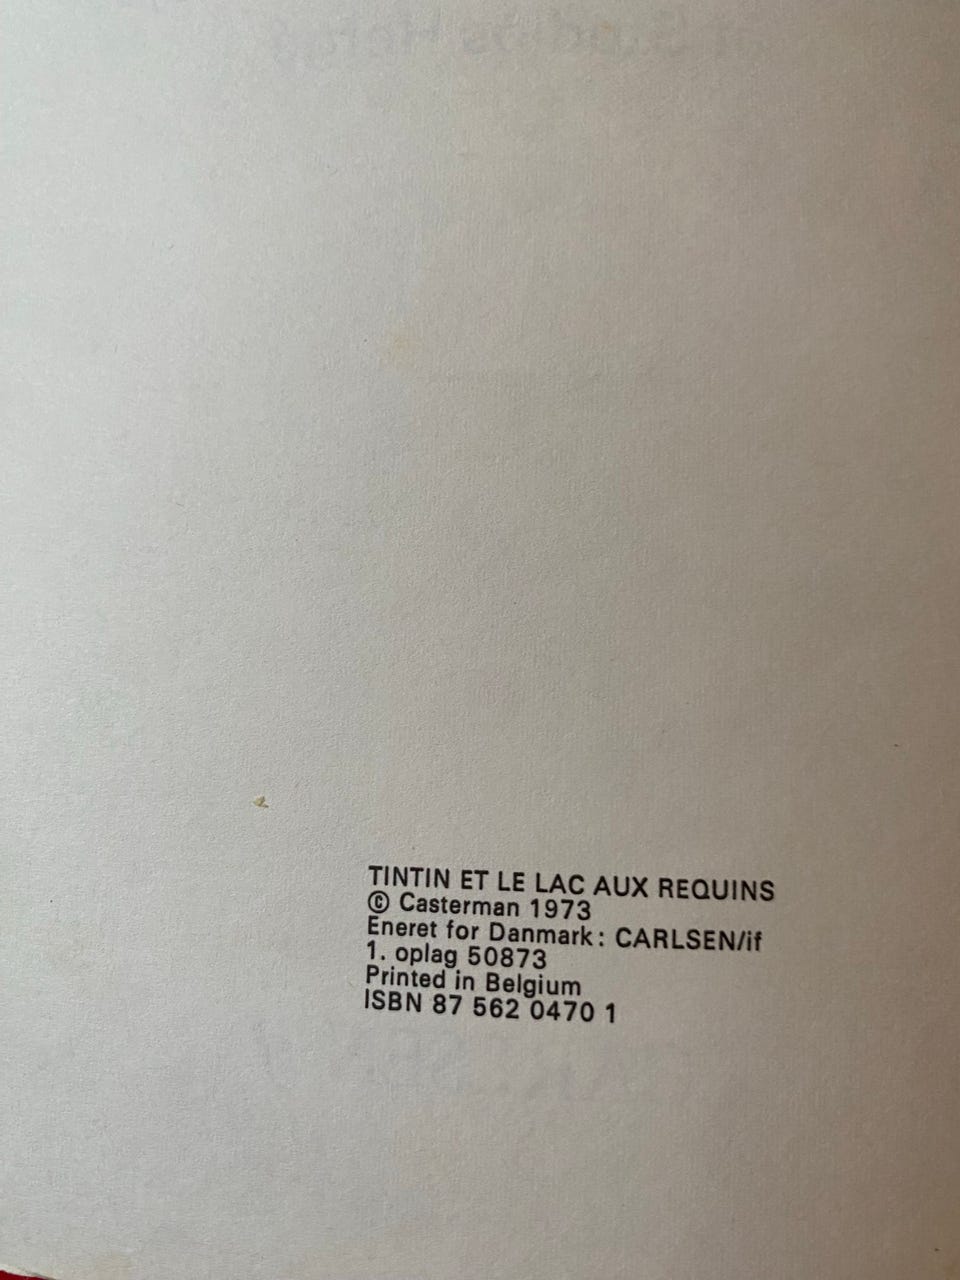 TINTIN ET LE LAC AUX REQUINS
© Casterman 1973
Eneret for Danmark: CARLSEN/if
1. oplag 50873
Printed in Belgium
ISBN 87 562 0470 1